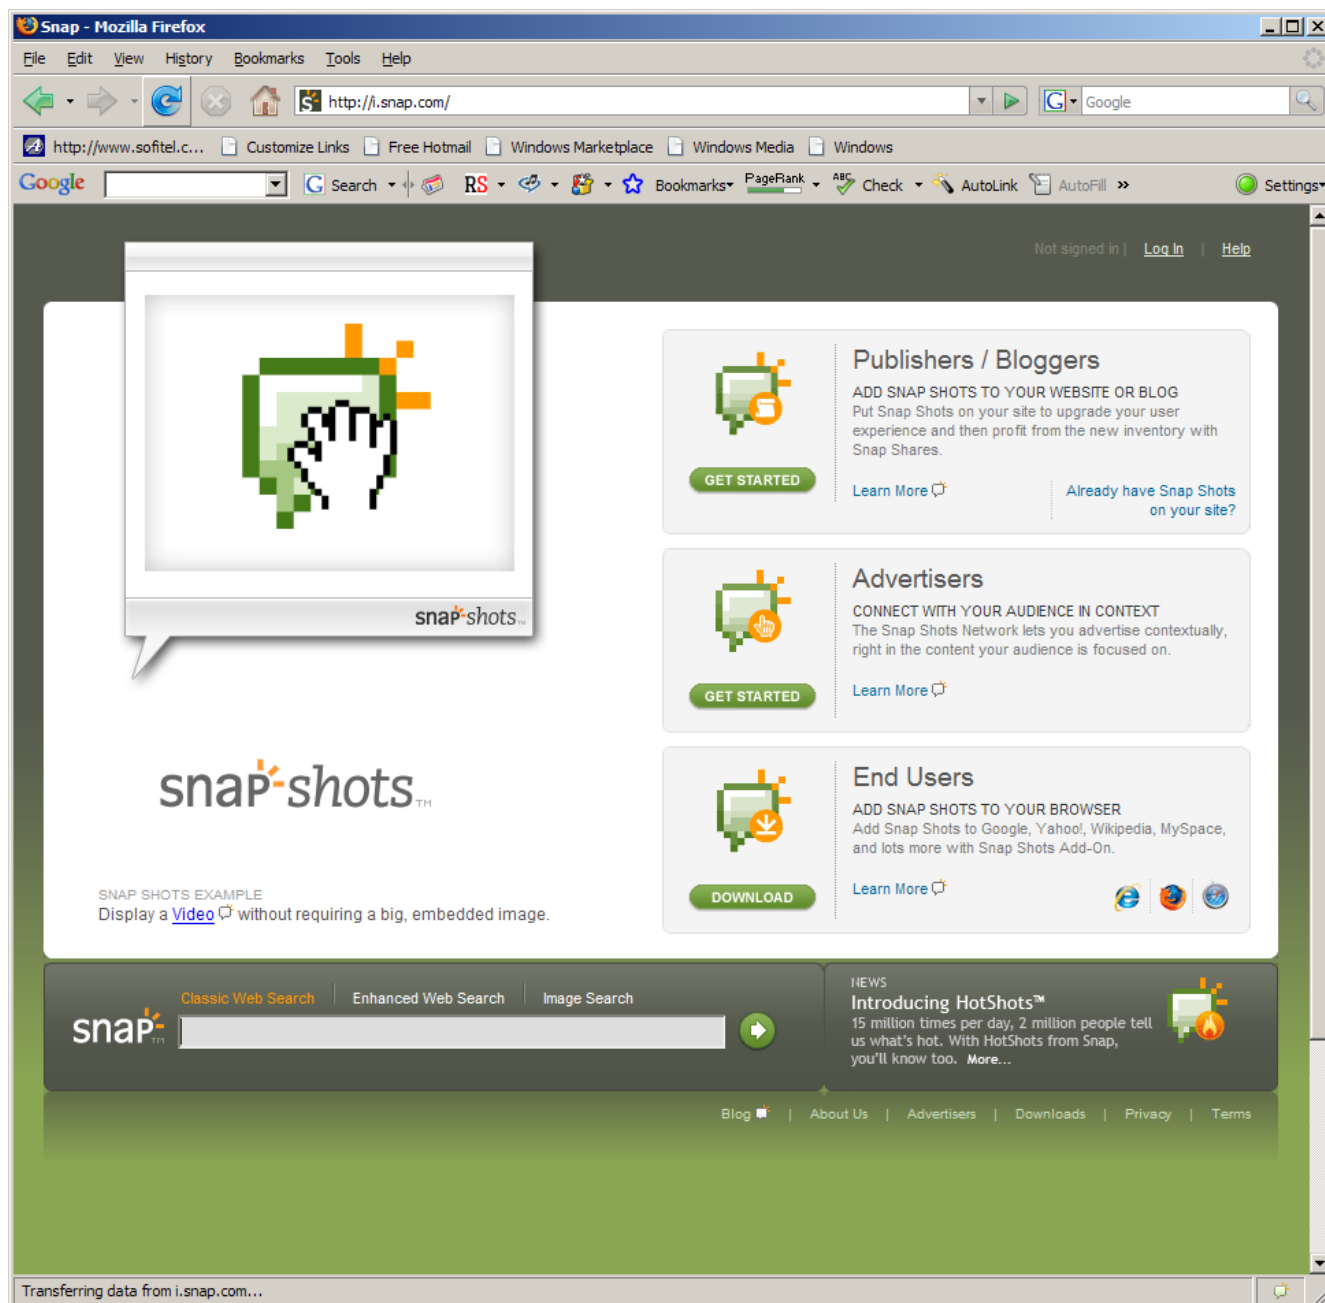 Snap - Mozilla Firefox
File Edit View History Bookmarks Tools Help
http://i.snap.com/ Google
http://www.sofitel.c... Customize Links Free Hotmail Windows Marketplace Windows Media Windows
Google Search RS Bookmarks PageRank ABC Check AutoLink AutoFill » Settings
Not signed in | Log In | Help
snap-shots™
snap-shots™
SNAP SHOTS EXAMPLE
Display a Video without requiring a big, embedded image.
Publishers / Bloggers
ADD SNAP SHOTS TO YOUR WEBSITE OR BLOG
Put Snap Shots on your site to upgrade your user
experience and then profit from the new inventory with
Snap Shares.
GET STARTED
Learn More
Already have Snap Shots
on your site?
Advertisers
CONNECT WITH YOUR AUDIENCE IN CONTEXT
The Snap Shots Network lets you advertise contextually,
right in the content your audience is focused on.
GET STARTED
Learn More
End Users
ADD SNAP SHOTS TO YOUR BROWSER
Add Snap Shots to Google, Yahoo!, Wikipedia, MySpace,
and lots more with Snap Shots Add-On.
DOWNLOAD
Learn More
Classic Web Search Enhanced Web Search Image Search
snap™
NEWS
Introducing HotShots™
15 million times per day, 2 million people tell
us what's hot. With HotShots from Snap,
you'll know too. More...
Blog | About Us | Advertisers | Downloads | Privacy | Terms
Transferring data from i.snap.com...